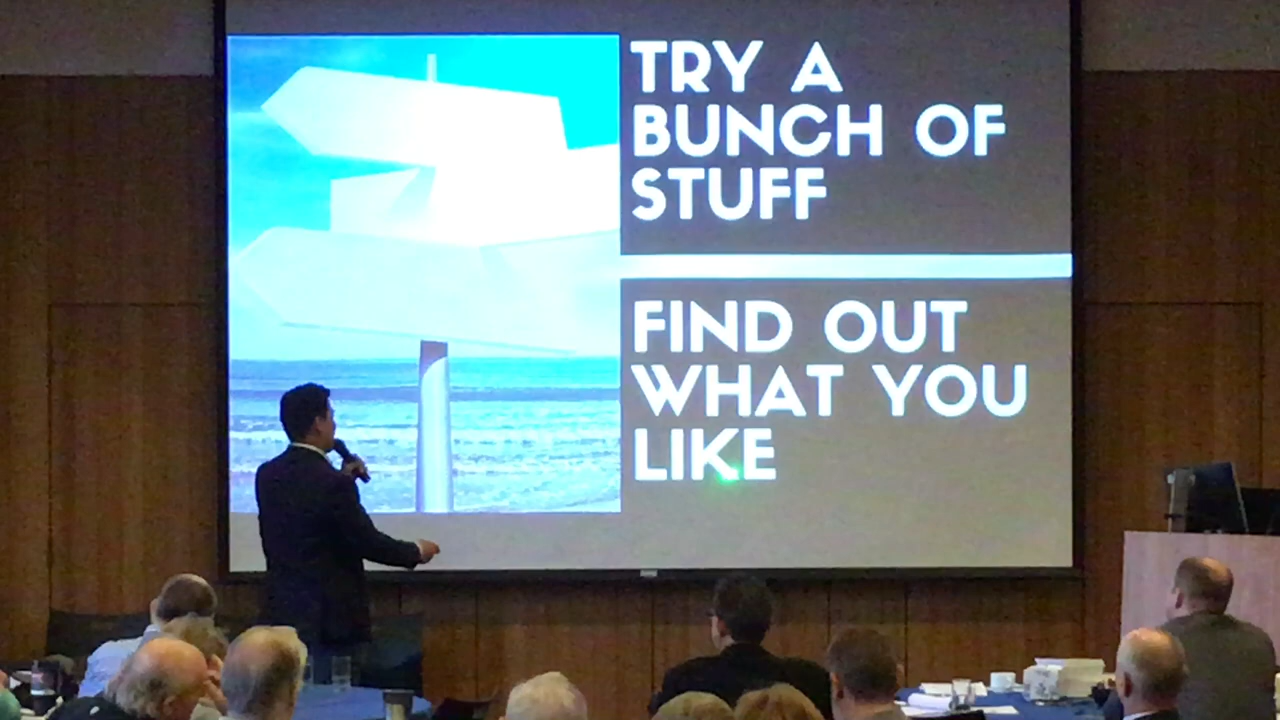 TRY A
BUNCH OF
STUFF
FIND OUT
WHAT YOU
LIKE